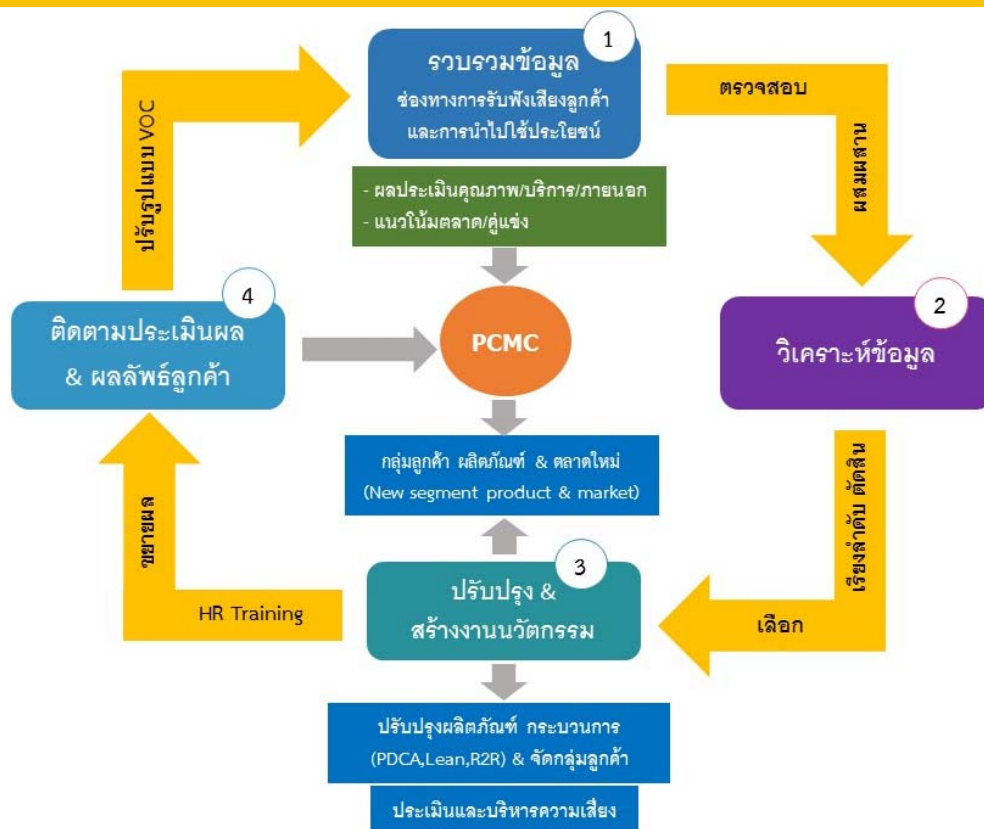 1
รวบรวมข้อมูล
ช่องทางการรับฟังเสียงลูกค้า
และการนำไปใช้ประโยชน์
ตรวจสอบ
ผสมผสาน
ปรับรูปแบบ VOC
- ผลประเมินคุณภาพ/บริการ/ภายนอก
- แนวโน้มตลาด/คู่แข่ง
4
ติดตามประเมินผล
& ผลลัพธ์ลูกค้า
PCMC
2
วิเคราะห์ข้อมูล
กลุ่มลูกค้า ผลิตภัณฑ์ & ตลาดใหม่
(New segment product & market)
เรียงลำดับ ตัดสิน
เลือก
3
ปรับปรุง &
สร้างงานนวัตกรรม
HR Training
ขยายผล
ปรับปรุงผลิตภัณฑ์ กระบวนการ
(PDCA,Lean,R2R) & จัดกลุ่มลูกค้า
ประเมินและบริหารความเสี่ยง